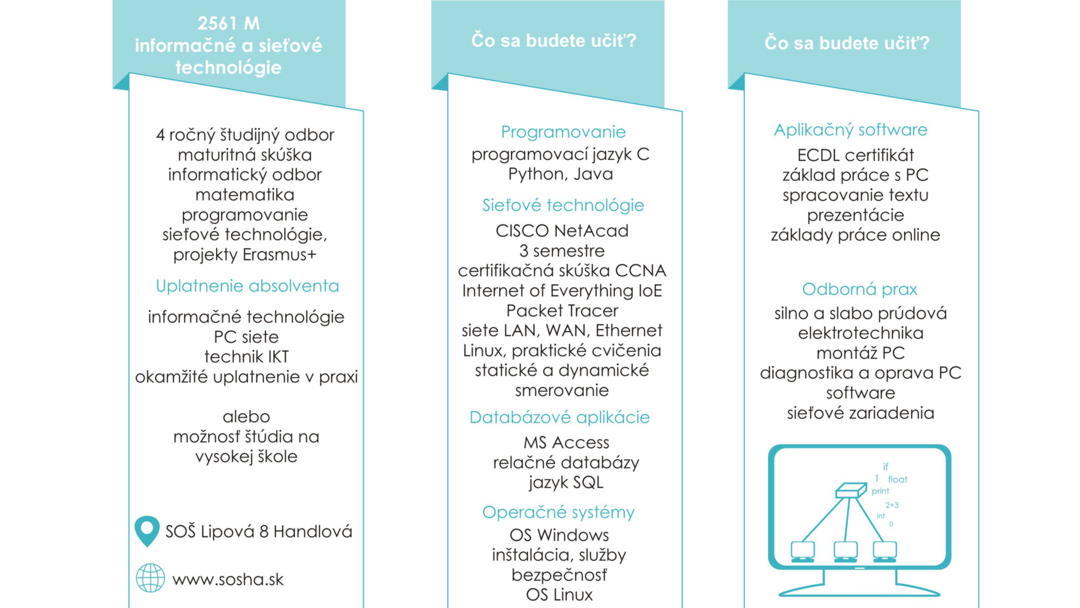 2561 M
informačné a sieťové
technológie
4 ročný študijný odbor
maturitná skúška
informatický odbor
matematika
programovanie
sieťové technológie,
projekty Erasmus+
Uplatnenie absolventa
informačné technológie
PC siete
technik IKT
okamžité uplatnenie v praxi
alebo
možnosť štúdia na
vysokej škole
SOŠ Lipová 8 Handlová
www.sosha.sk
Čo sa budete učiť?
Programovanie
programovací jazyk C
Python, Java
Sieťové technológie
CISCO NetAcad
3 semestre
certifikačná skúška CCNA
Internet of Everything IoE
Packet Tracer
siete LAN, WAN, Ethernet
Linux, praktické cvičenia
statické a dynamické
smerovanie
Databázové aplikácie
MS Access
relačné databázy
jazyk SQL
Operačné systémy
OS Windows
inštalácia, služby
bezpečnosť
OS Linux
Čo sa budete učiť?
Aplikačný software
ECDL certifikát
základ práce s PC
spracovanie textu
prezentácie
základy práce online
Odborná prax
silno a slabo prúdová
elektrotechnika
montáž PC
diagnostika a oprava PC
software
sieťové zariadenia
if
1 float
print
2+3
int
0